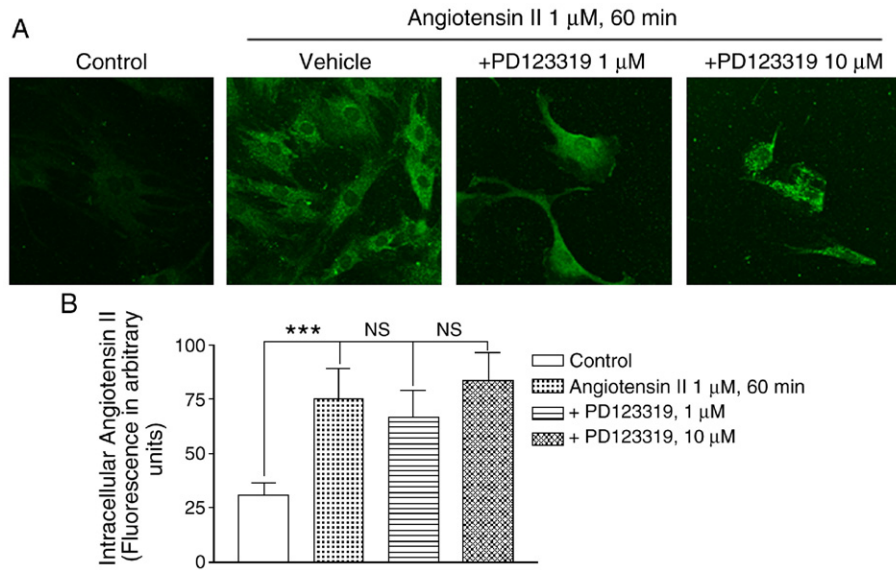 A
Angiotensin II 1 μM, 60 min
Control
Vehicle
+PD123319 1 μM
+PD123319 10 μM
B
Intracellular Angiotensin II
(Fluorescence in arbitrary
units)
100
75
50
25
0
***
NS
NS
Control
Angiotensin II 1 μM, 60 min
+ PD123319, 1 μM
+ PD123319, 10 μM